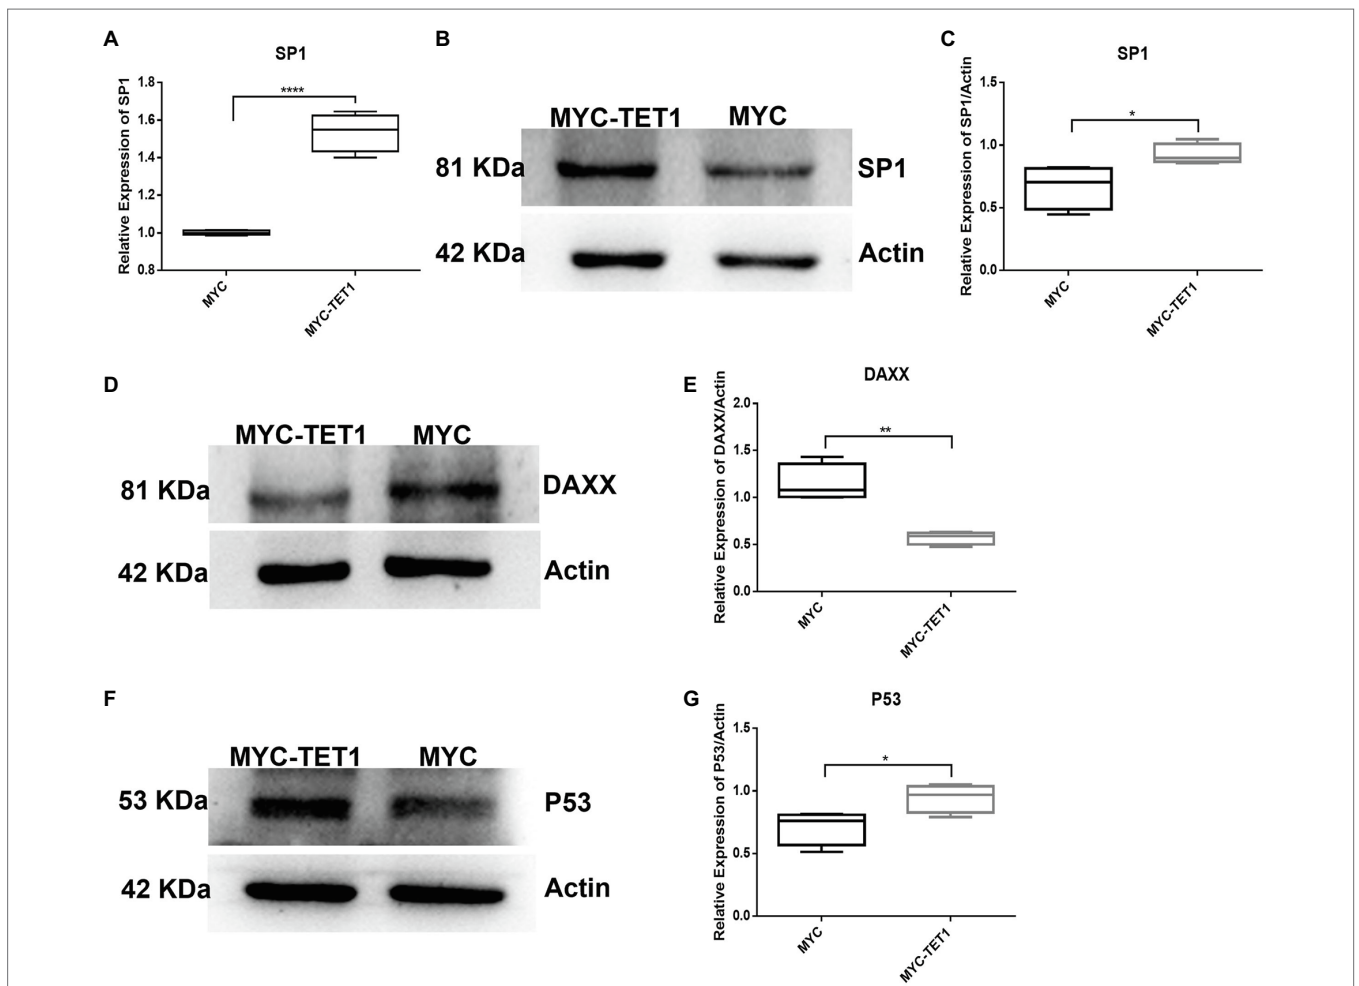 A
SP1
Relative Expression of SP1
1.8
1.6
1.4
1.2
1.0
0.8
****
MYC
MYC-TET1
B
MYC-TET1 MYC
81 KDa SP1
42 KDa Actin
C
SP1
Relative Expression of SP1/Actin
1.5
1.0
0.5
0.0
*
MYC
MYC-TET1
D
MYC-TET1 MYC
81 KDa DAXX
42 KDa Actin
E
DAXX
Relative Expression of DAXX/Actin
2.0
1.5
1.0
0.5
0.0
**
MYC
MYC-TET1
F
MYC-TET1 MYC
53 KDa P53
42 KDa Actin
G
P53
Relative Expression of P53/Actin
1.5
1.0
0.5
0.0
*
MYC
MYC-TET1